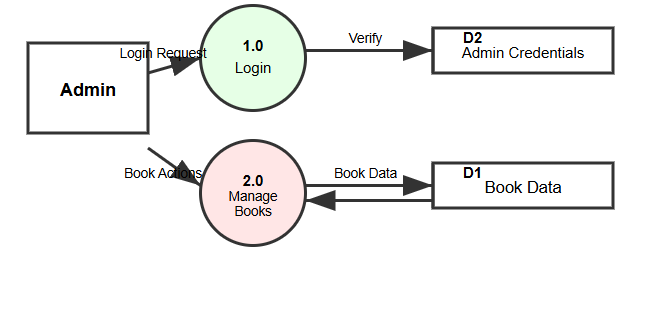 Admin
Login Request
1.0
Login
Verify
D2
Admin Credentials
Book Actions
2.0
Manage
Books
Book Data
D1
Book Data